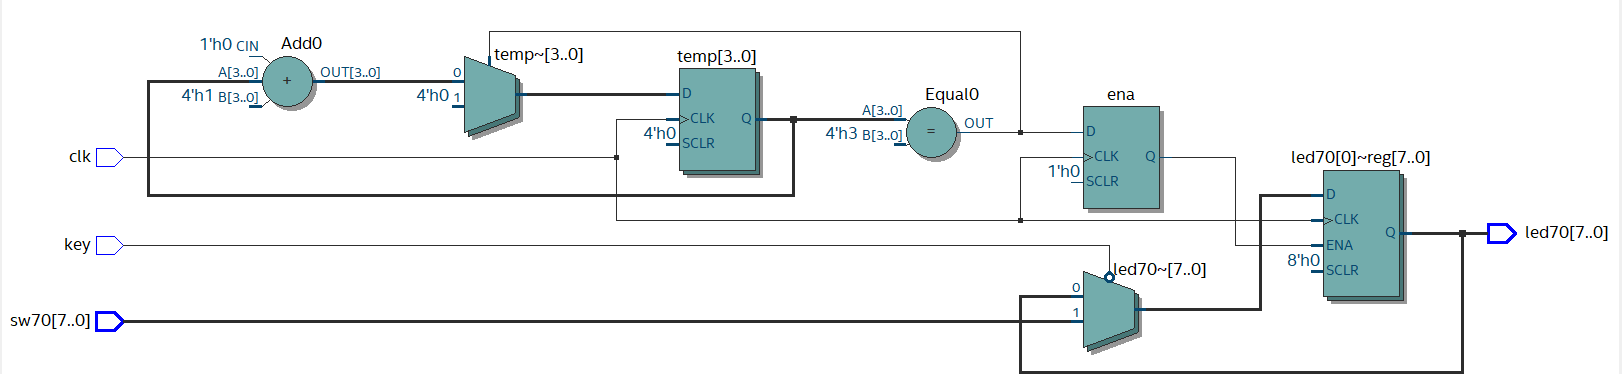 1'h0 CIN
Add0
A[3..0]
OUT[3..0]
4'h1 B[3..0]
+
temp~[3..0]
0
4'h0 1
temp[3..0]
D
CLK
Q
4'h0
SCLR
Equal0
A[3..0]
4'h3 B[3..0]
=
OUT
ena
D
CLK
Q
1'h0
SCLR
led70[0]~reg[7..0]
D
CLK
Q
ENA
8'h0
SCLR
led70[7..0]
clk
key
led70~[7..0]
0
1
sw70[7..0]